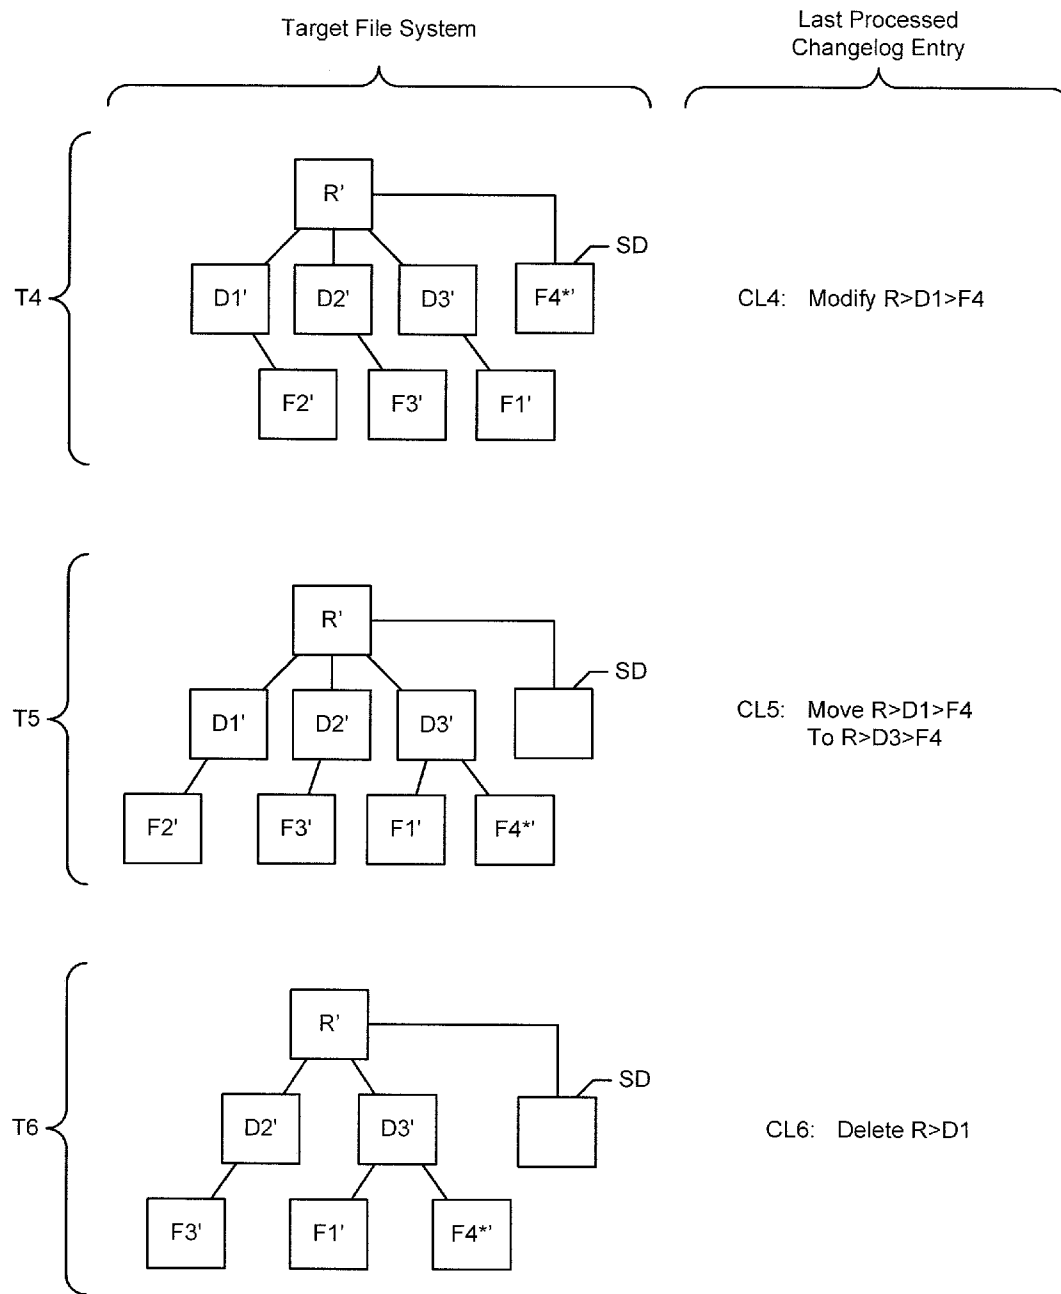 Target File System
Last Processed
Changelog Entry
T4
R'
SD
D1'
D2'
D3'
F4*'
CL4: Modify R>D1>F4
F2'
F3'
F1'
T5
R'
SD
D1'
D2'
D3'
CL5: Move R>D1>F4
To R>D3>F4
F2'
F3'
F1'
F4*'
T6
R'
SD
D2'
D3'
CL6: Delete R>D1
F3'
F1'
F4*'